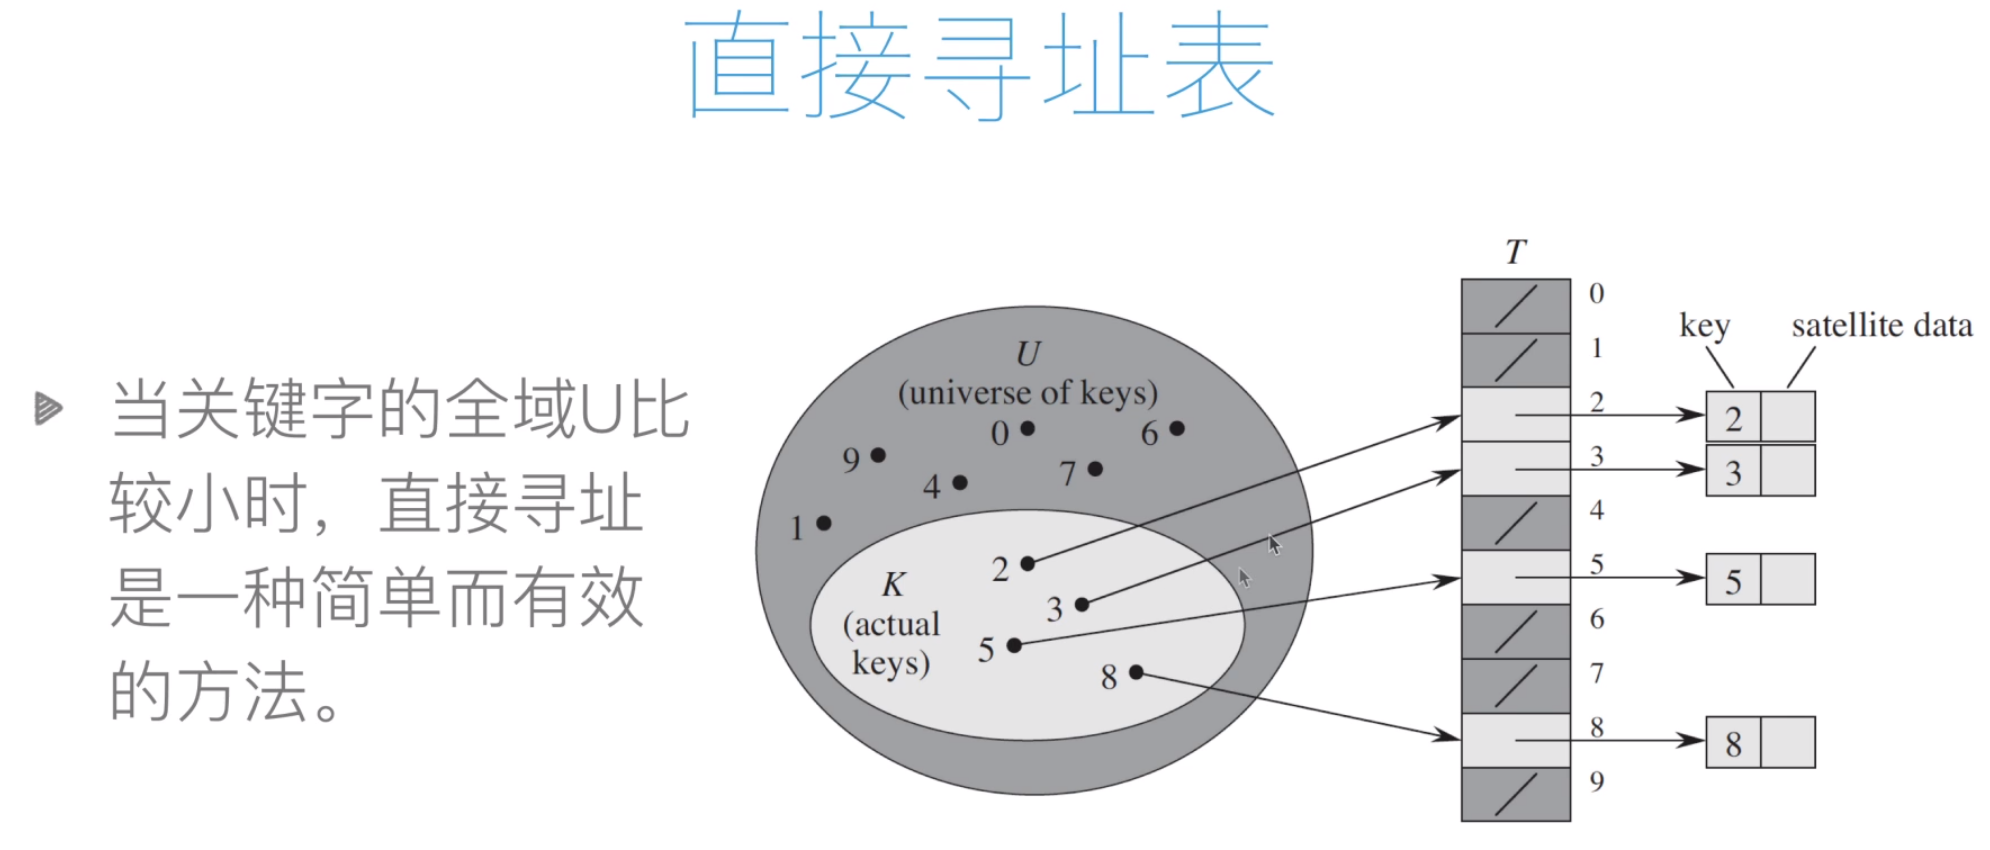 直接寻址表
当关键字的全域U比
较小时，直接寻址
是一种简单而有效
的方法。
U
(universe of keys)
0
6
9
7
4
1
K
(actual
keys)
2
3
5
8
T
0
1
2
3
4
5
6
7
8
9
key
satellite data
2
3
5
8